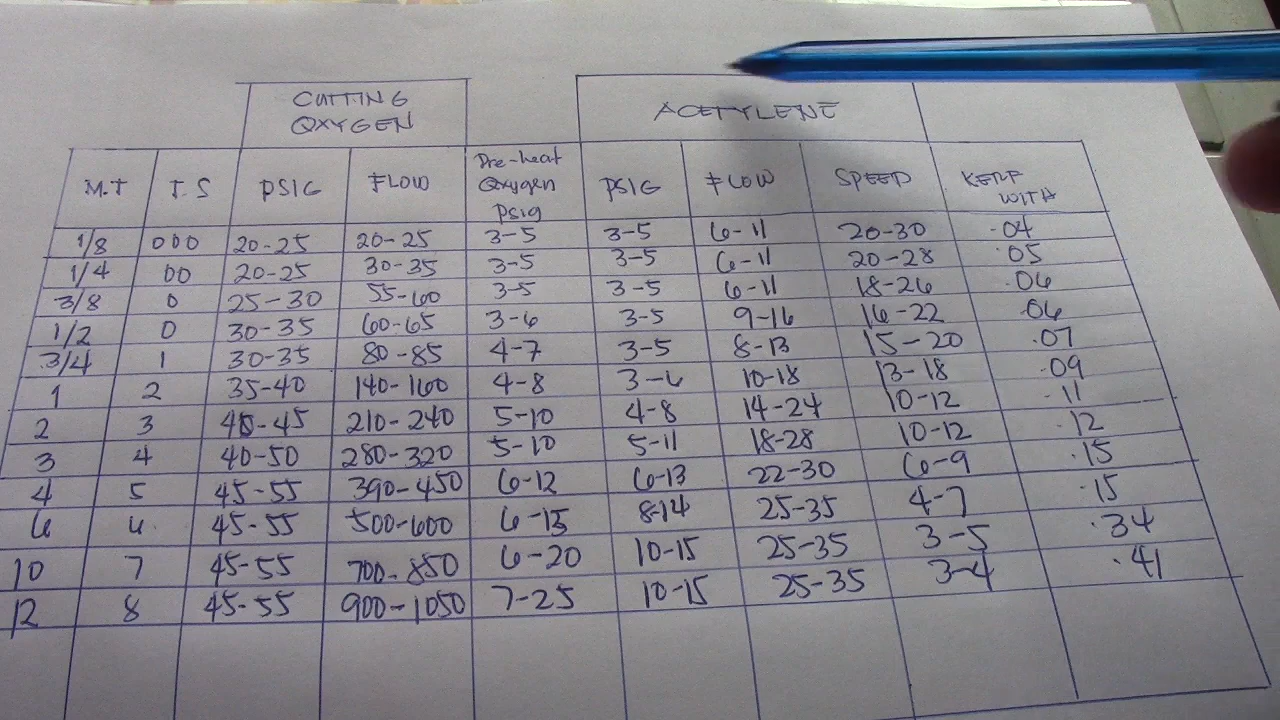 CUTTING OXYGEN ACETYLENE
M.T T.S PSIG FLOW Pre-heat Oxygen Psig PSIG FLOW SPEED KERF WITH
1/8 000 20-25 20-25 3-5 3-5 6-11 20-30 .04
1/4 00 20-25 30-35 3-5 3-5 6-11 20-28 .05
3/8 0 25-30 55-60 3-5 3-5 6-11 18-26 .06
1/2 0 30-35 60-65 3-6 3-5 9-16 16-22 .06
3/4 1 30-35 80-85 4-7 3-5 8-13 15-20 .07
1 2 35-40 140-160 4-8 3-6 10-18 13-18 .09
2 3 40-45 210-240 5-10 4-8 14-24 10-12 .11
3 4 40-50 280-320 5-10 5-11 18-28 10-12 .12
4 5 45-55 390-450 6-12 6-13 22-30 6-9 .15
6 6 45-55 500-600 6-15 8-14 25-35 4-7 .15
10 7 45-55 700-850 6-20 10-15 25-35 3-5 .34
12 8 45-55 900-1050 7-25 10-15 25-35 3-4 .41